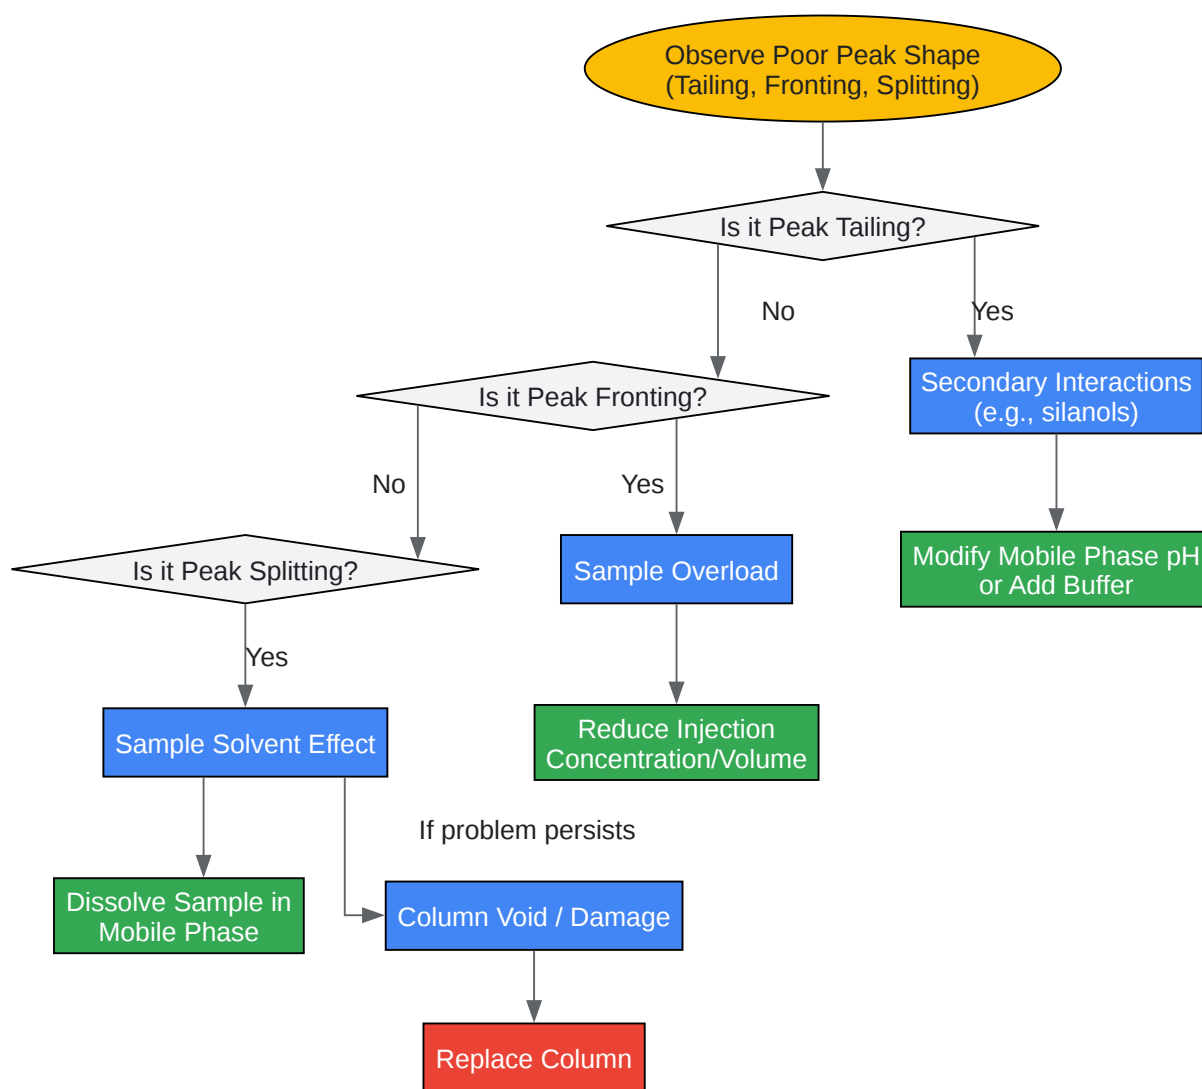 Observe Poor Peak Shape
(Tailing, Fronting, Splitting)
Is it Peak Tailing?
No
Yes
Secondary Interactions
(e.g., silanols)
Is it Peak Fronting?
No
Yes
Modify Mobile Phase pH
or Add Buffer
Is it Peak Splitting?
Sample Overload
Yes
Sample Solvent Effect
Reduce Injection
Concentration/Volume
If problem persists
Dissolve Sample in
Mobile Phase
Column Void / Damage
Replace Column